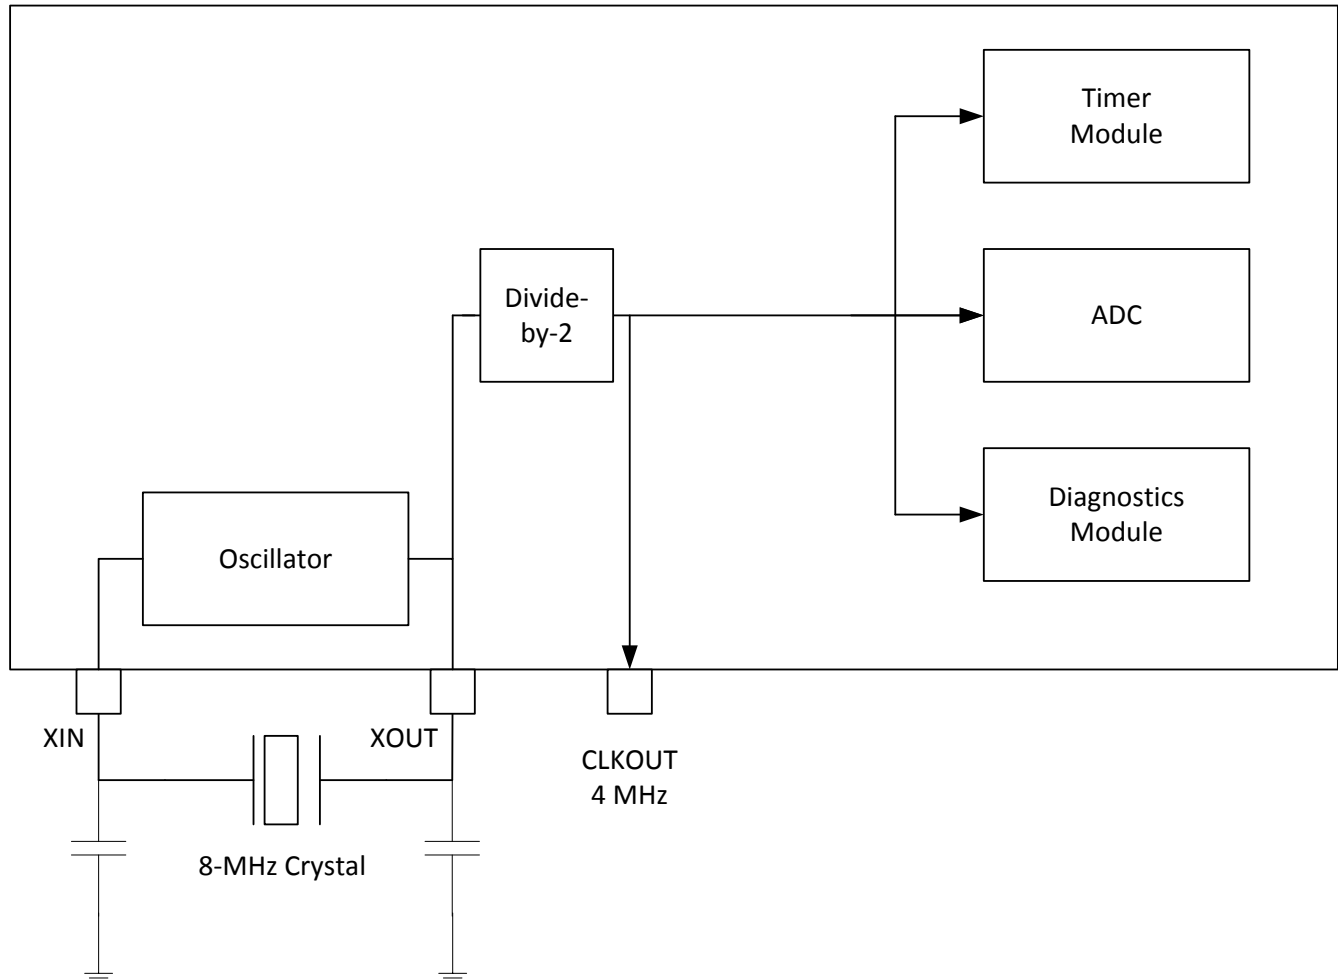 Timer
Module
Divide-
by-2
ADC
Diagnostics
Module
Oscillator
XIN
XOUT
CLKOUT
4 MHz
8-MHz Crystal